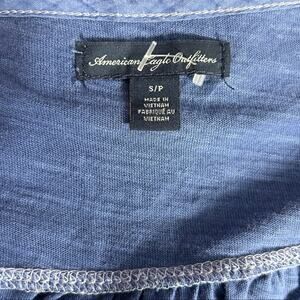 American Eagle Outfitters
S/P
MADE IN
VIETNAM
FABRIQUÉ AU
VIETNAM